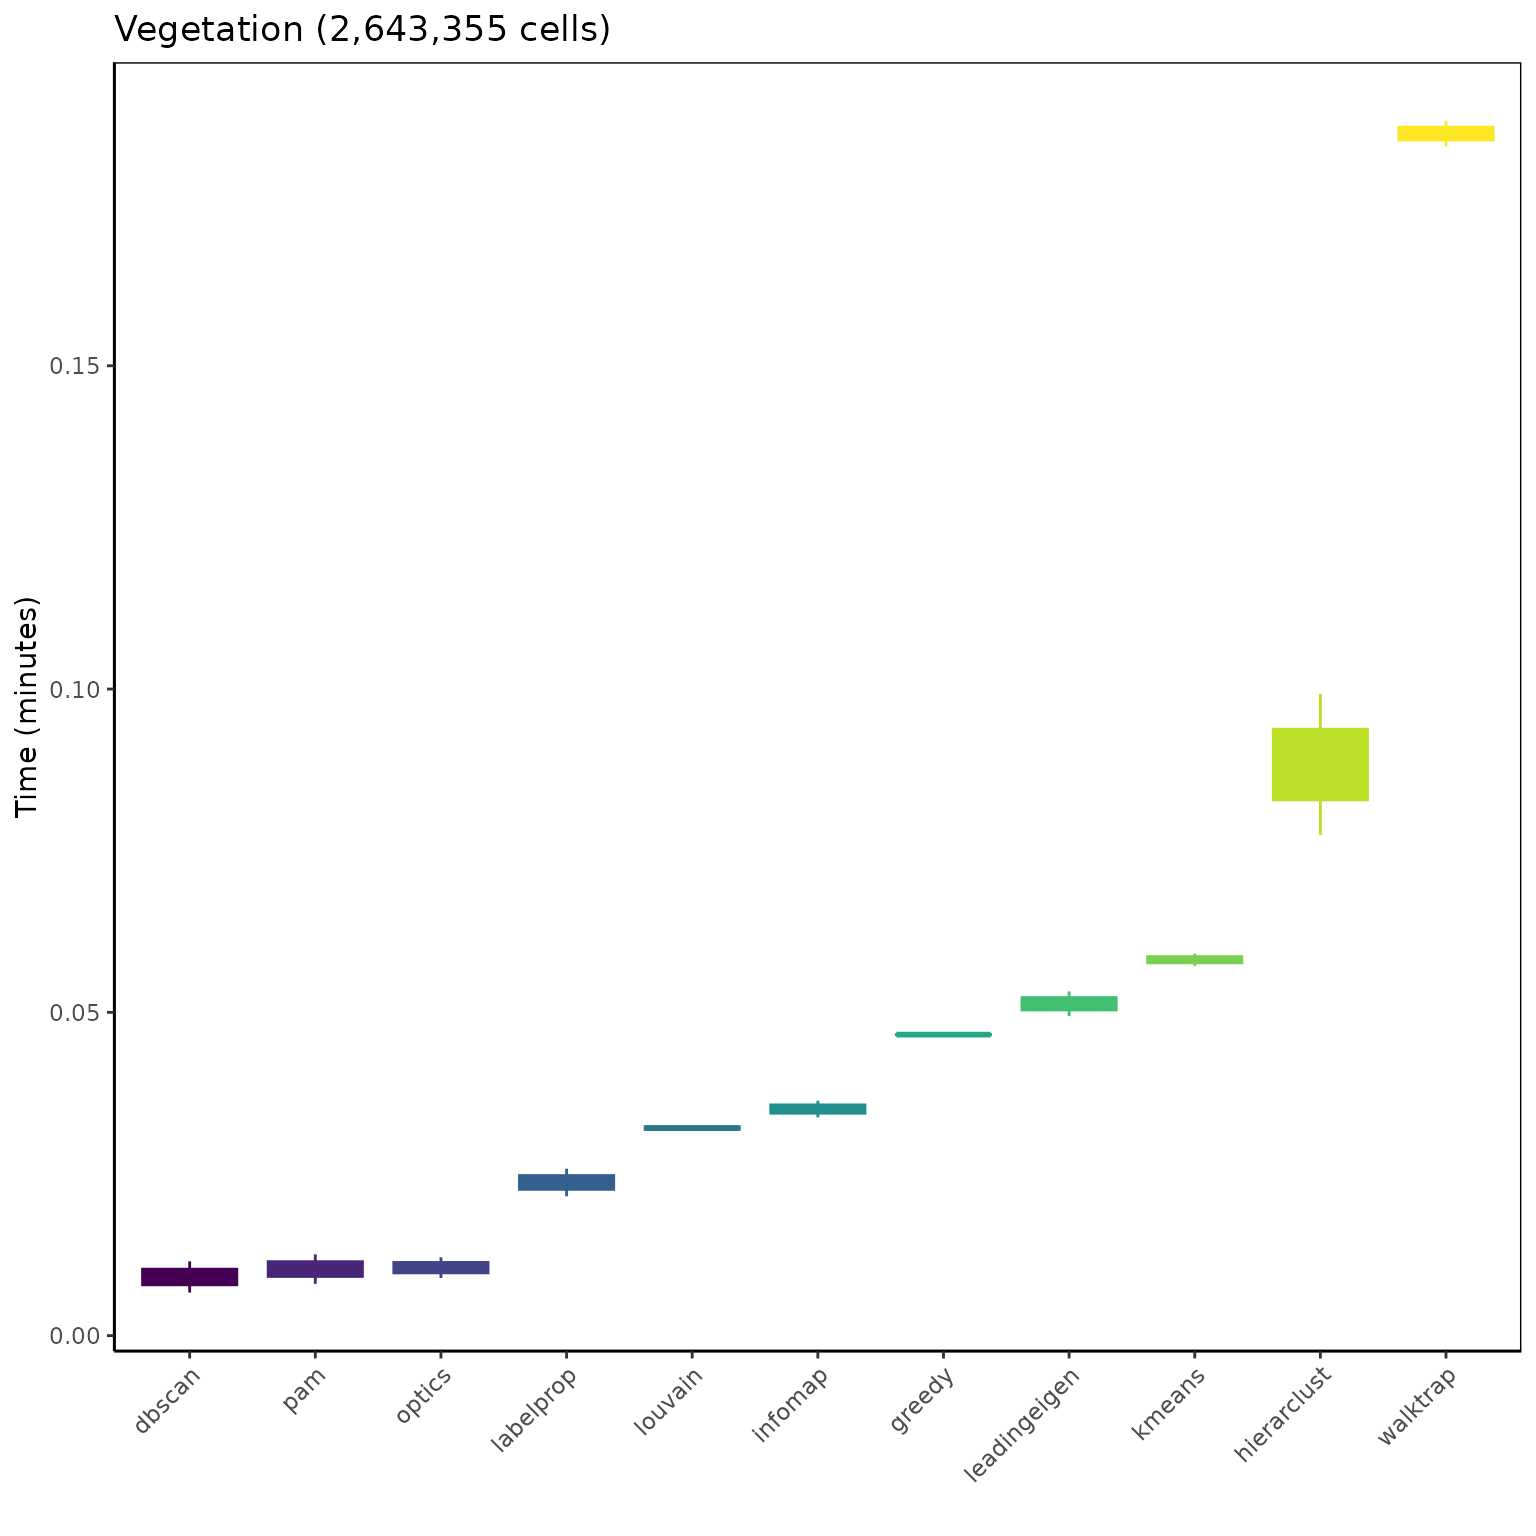 Vegetation (2,643,355 cells)
Time (minutes)
0.15
0.10
0.05
0.00
dbscan
pam
optics
labelprop
louvain
infomap
greedy
leadingeigen
kmeans
hierarclust
walktrap